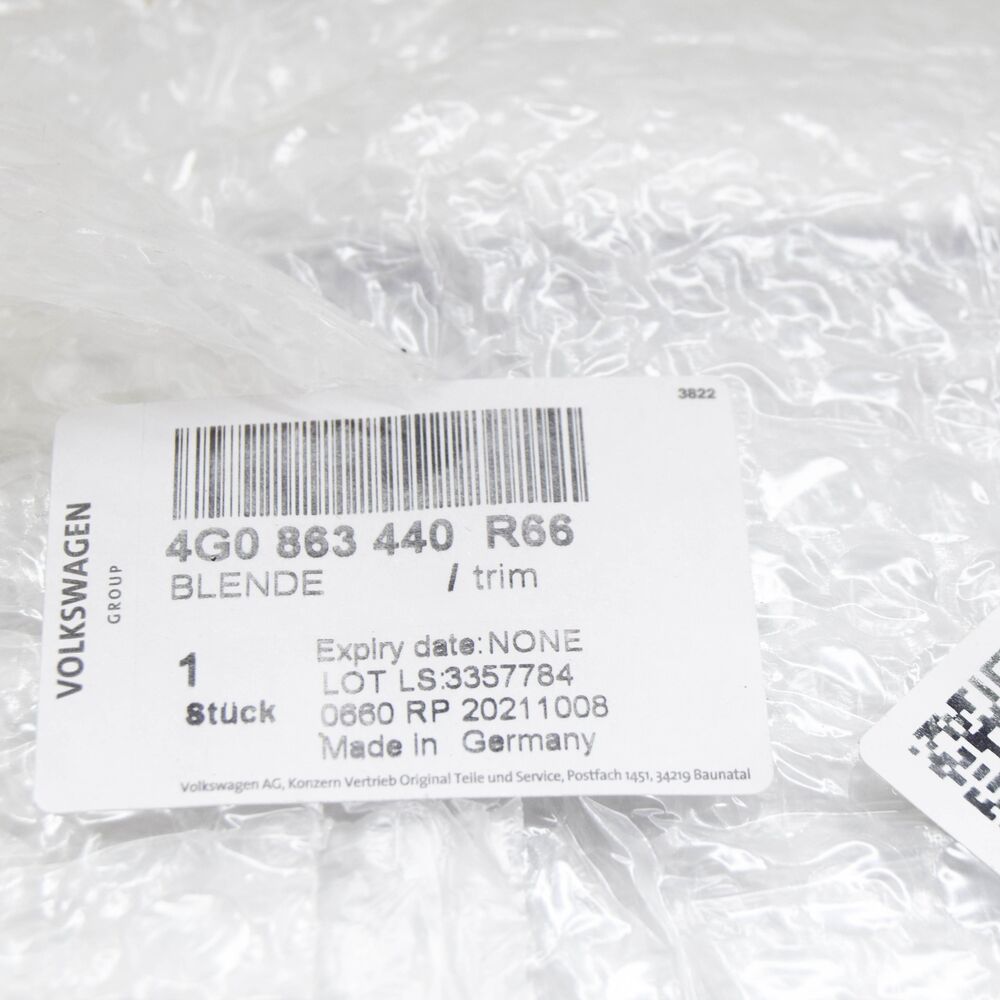 3822
4G0 863 440 R66
BLENDE / trim
VOLKSWAGEN
GROUP
1
Stück
Expiry date: NONE
LOT LS:3357784
0660 RP 20211008
Made in Germany
Volkswagen AG, Konzern Vertrieb Original Teile und Service, Postfach 1451, 34219 Baunatal